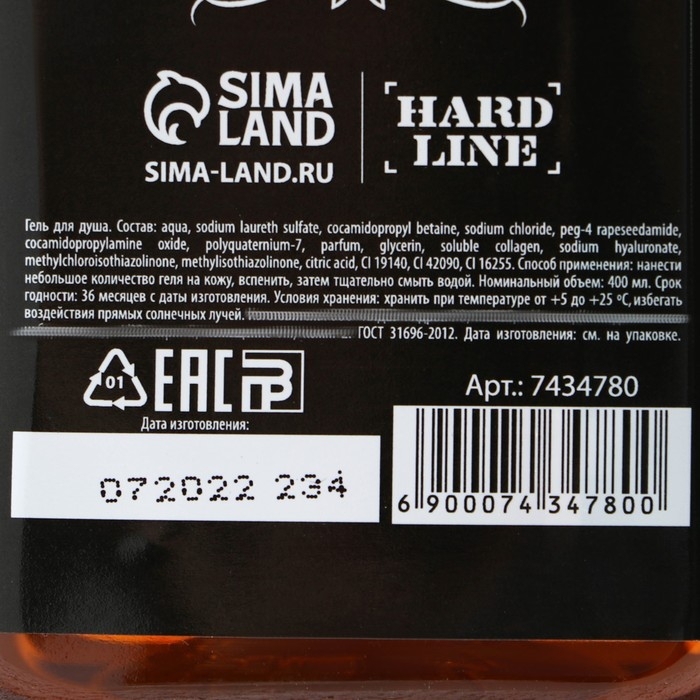 SIMA
LAND
SIMA-LAND.RU
HARD
LINE
Гель для душа. Состав: aqua, sodium laureth sulfate, cocamidopropyl betaine, sodium chloride, peg-4 rapeseedamide,
cocamidopropylamine oxide, polyquaternium-7, parfum, glycerin, soluble collagen, sodium hyaluronate,
methylchloroisothiazolinone, methylisothiazolinone, citric acid, CI 19140, CI 42090, CI 16255. Способ применения: нанести
небольшое количество геля на кожу, вспенить, затем тщательно смыть водой. Номинальный объем: 400 мл. Срок
годности: 36 месяцев с даты изготовления. Условия хранения: хранить при температуре от +5 до +25 ºС, избегать
воздействия прямых солнечных лучей.
ГОСТ 31696-2012. Дата изготовления: см. на упаковке.
01
EAC
Дата изготовления:
072022 234
Арт.: 7434780
6 900074 347800